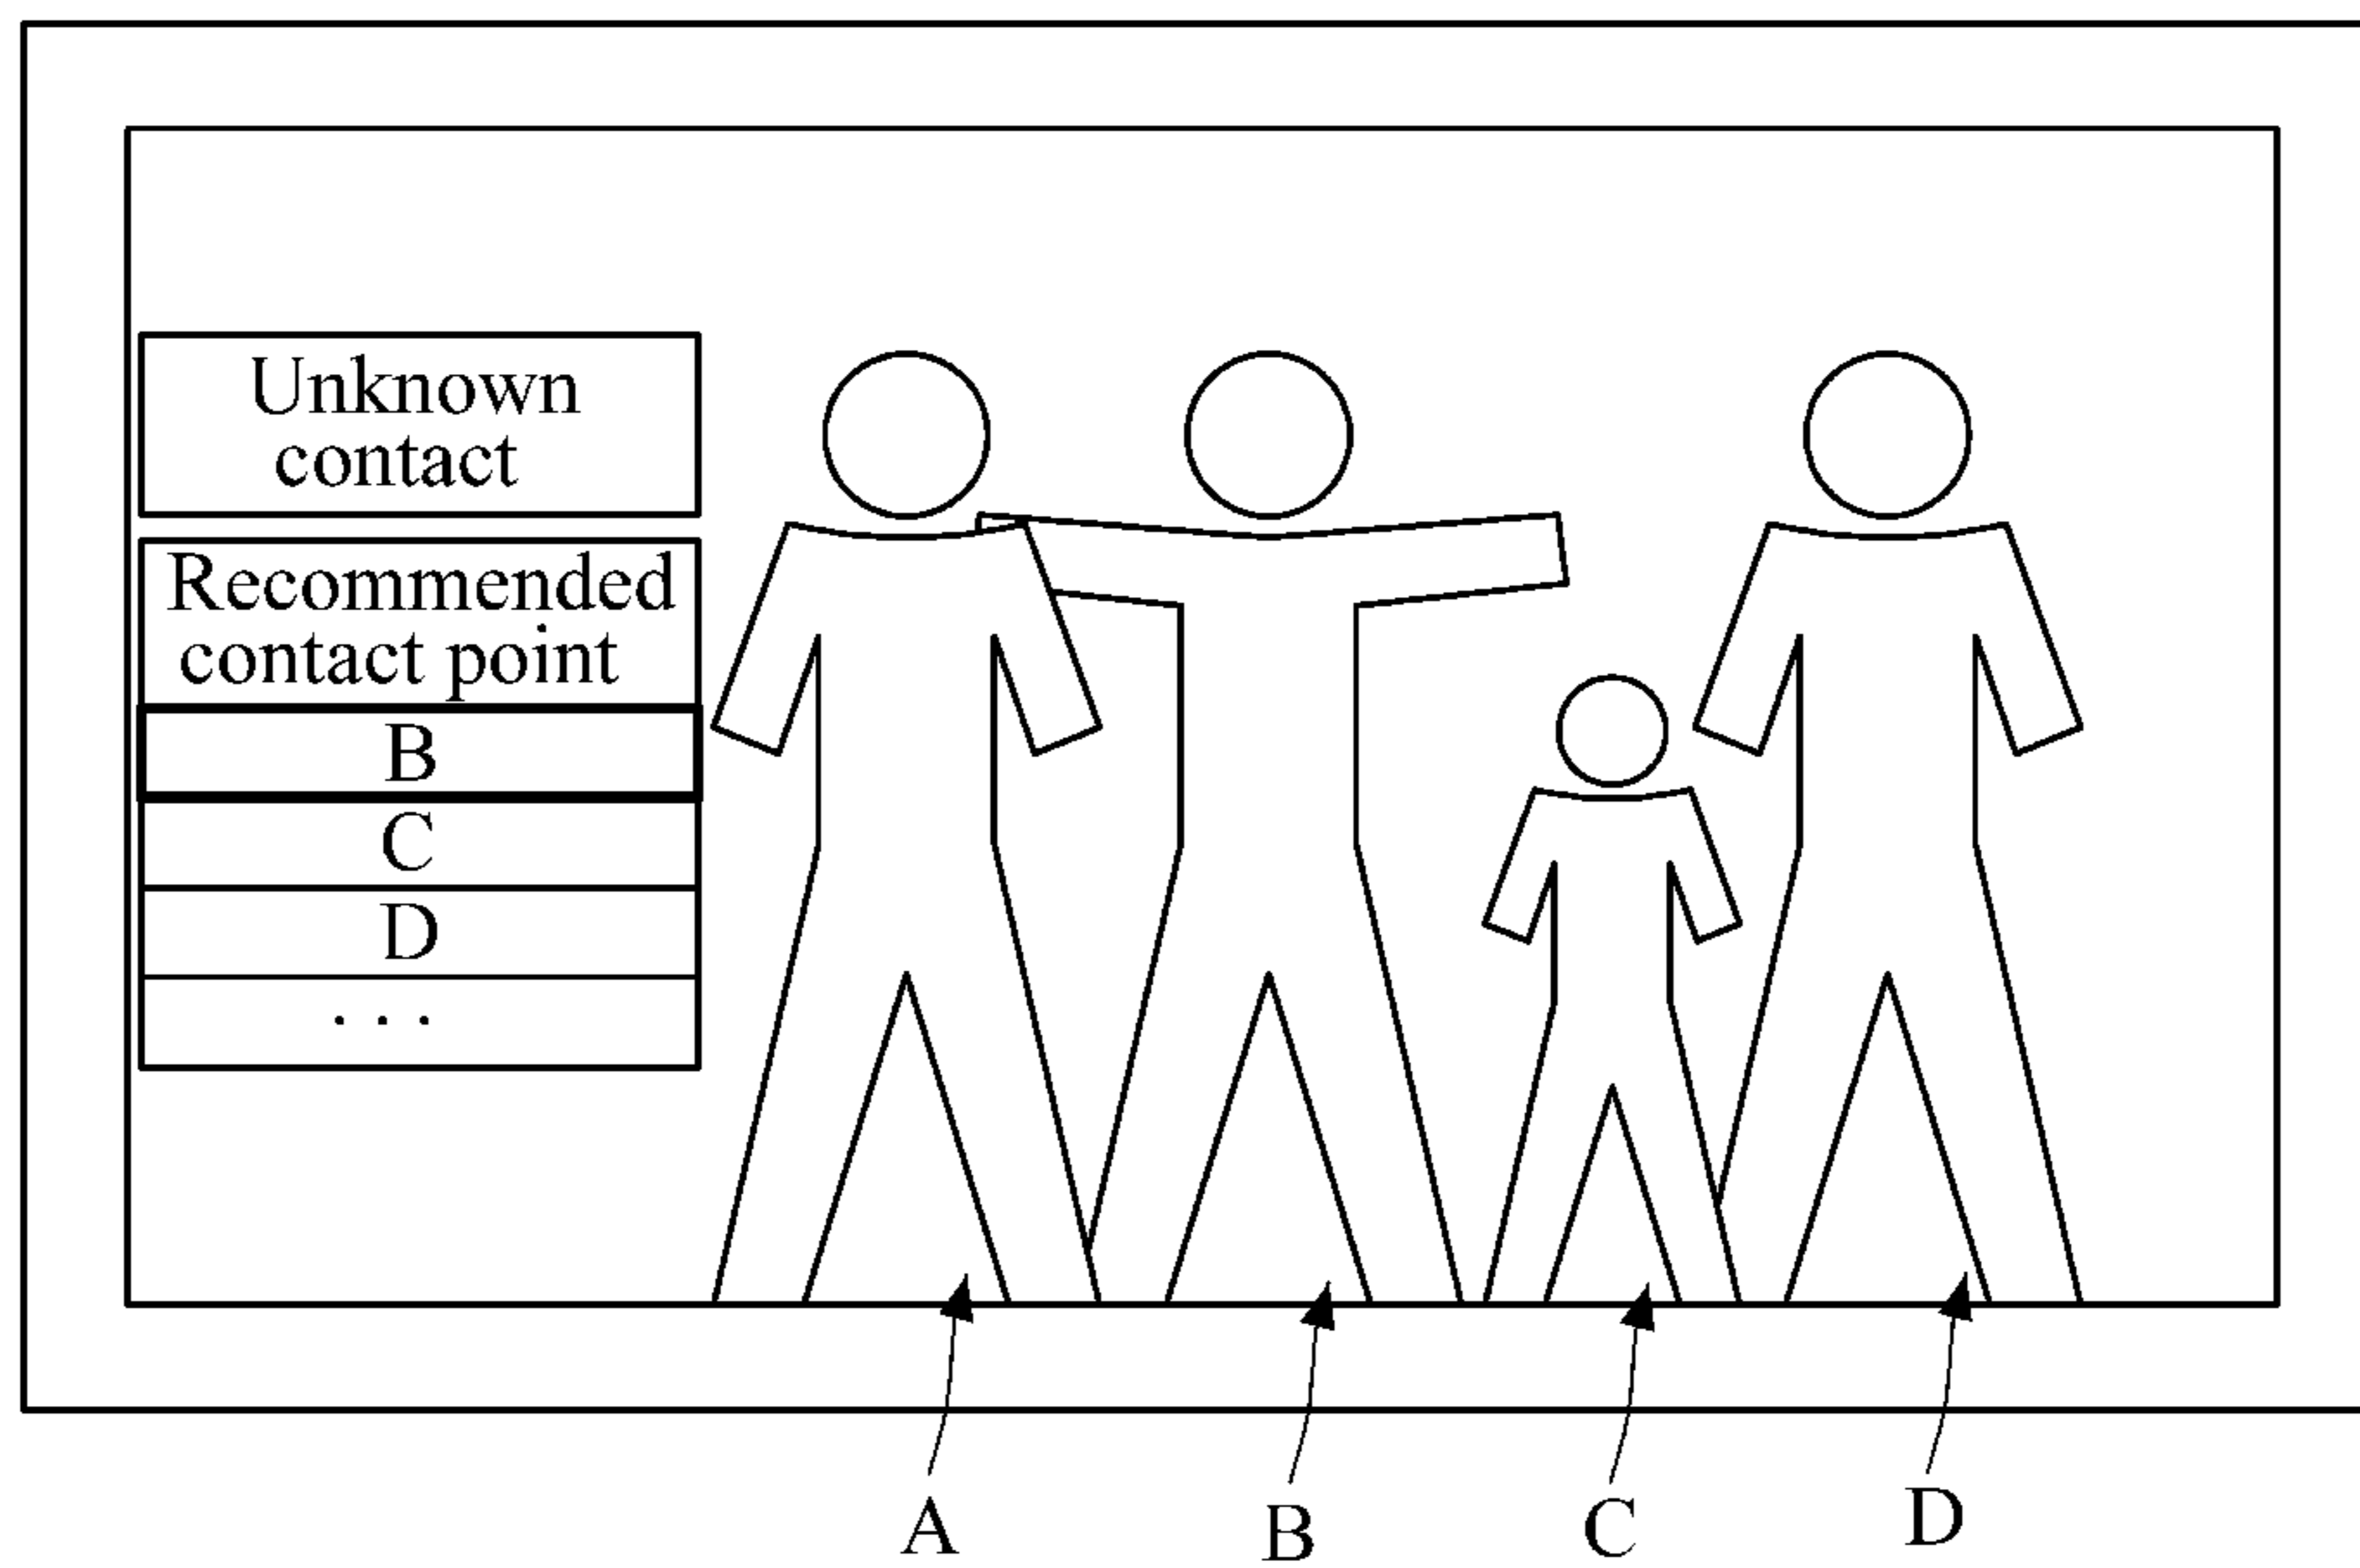 Unknown
contact
Recommended
contact point
B
C
D
...
A
B
C
D